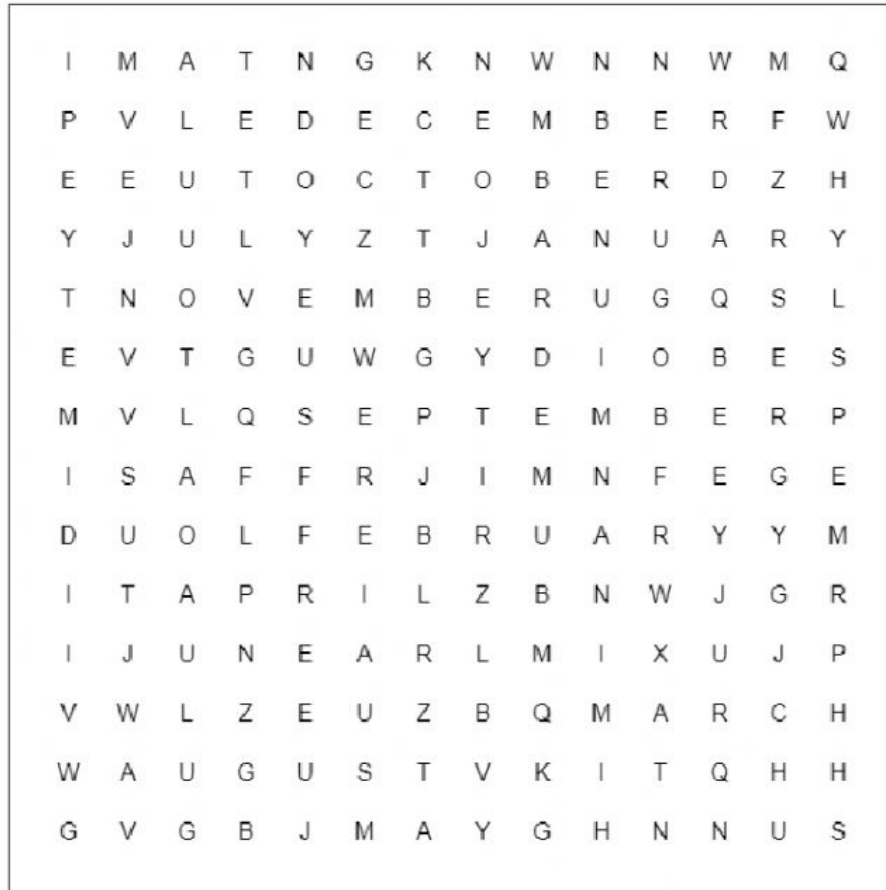 I M A T N G K N W N N W M Q
P V L E D E C E M B E R F W
E E U T O C T O B E R D Z H
Y J U L Y Z T J A N U A R Y
T N O V E M B E R U G Q S L
E V T G U W G Y D I O B E S
M V L Q S E P T E M B E R P
I S A F F R J I M N F E G E
D U O L F E B R U A R Y Y M
I T A P R I L Z B N W J G R
I J U N E A R L M I X U J P
V W L Z E U Z B Q M A R C H
W A U G U S T V K I T Q H H
G V G B J M A Y G H N N U S